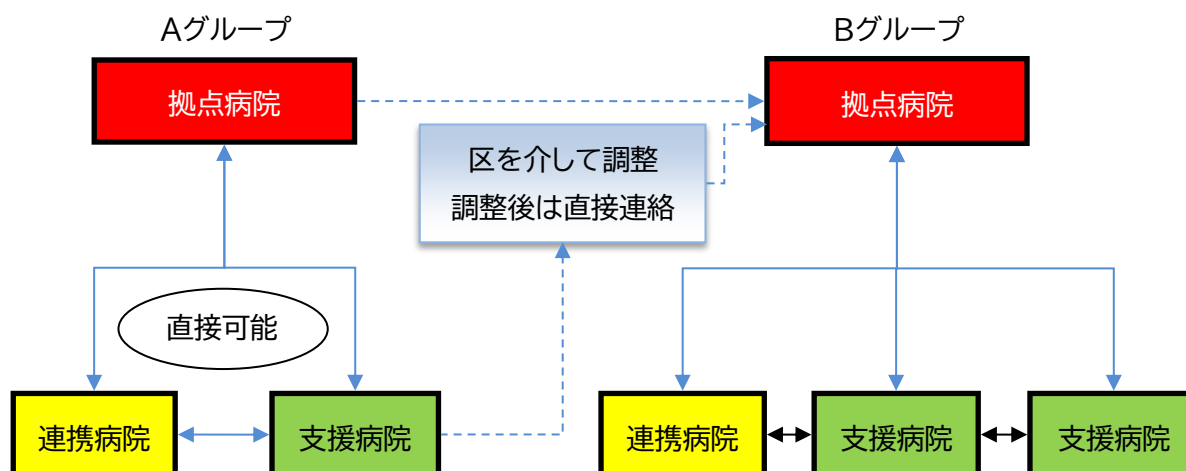 Aグループ
Bグループ
拠点病院
拠点病院
区を介して調整
調整後は直接連絡
直接可能
連携病院
支援病院
連携病院
支援病院
支援病院